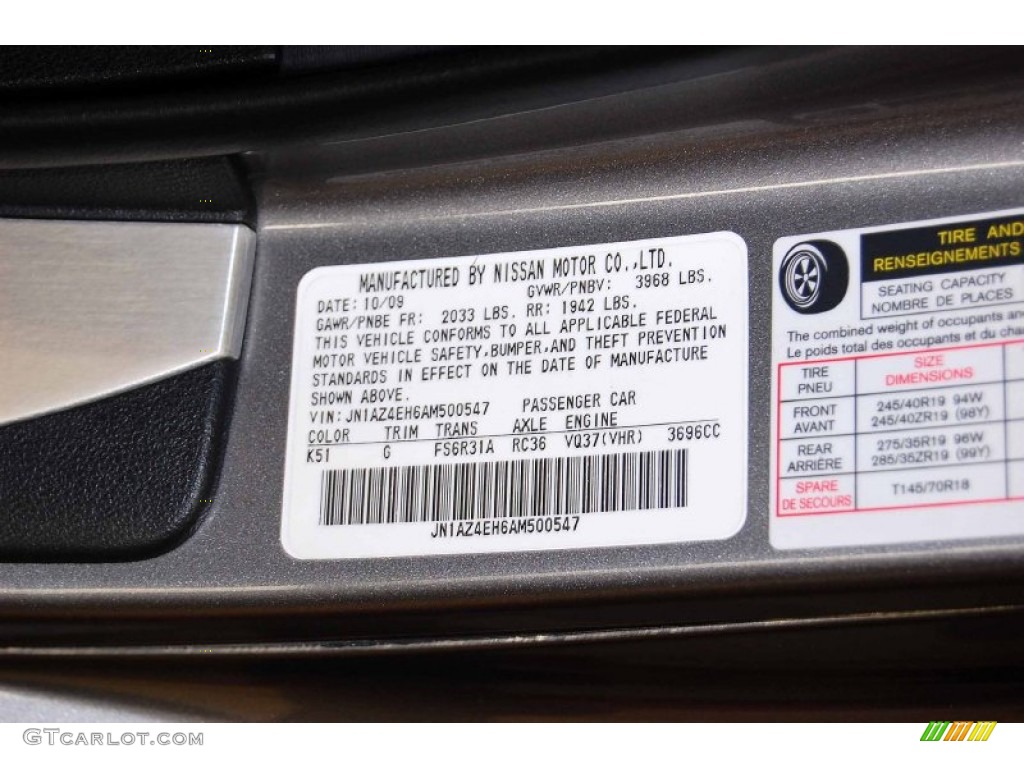 MANUFACTURED BY NISSAN MOTOR CO.,LTD.
DATE: 10/09 GVWR/PNBV: 3968 LBS.
GAWR/PNBE FR: 2033 LBS. RR: 1942 LBS.
THIS VEHICLE CONFORMS TO ALL APPLICABLE FEDERAL
MOTOR VEHICLE SAFETY,BUMPER,AND THEFT PREVENTION
STANDARDS IN EFFECT ON THE DATE OF MANUFACTURE
SHOWN ABOVE.
VIN: JN1AZ4EH6AM500547 PASSENGER CAR
COLOR TRIM TRANS AXLE ENGINE
K51 G FS6R31A RC36 VQ37(VHR) 3696CC
JN1AZ4EH6AM500547
TIRE AND
RENSEIGNEMENTS
SEATING CAPACITY
NOMBRE DE PLACES
The combined weight of occupants an
Le poids total des occupants et du cha
TIRE SIZE
PNEU DIMENSIONS
FRONT 245/40R19 94W
AVANT 245/40ZR19 (98Y)
REAR 275/35R19 96W
ARRIÈRE 285/35ZR19 (99Y)
SPARE T145/70R18
DE SECOURS
GTCarlot.com